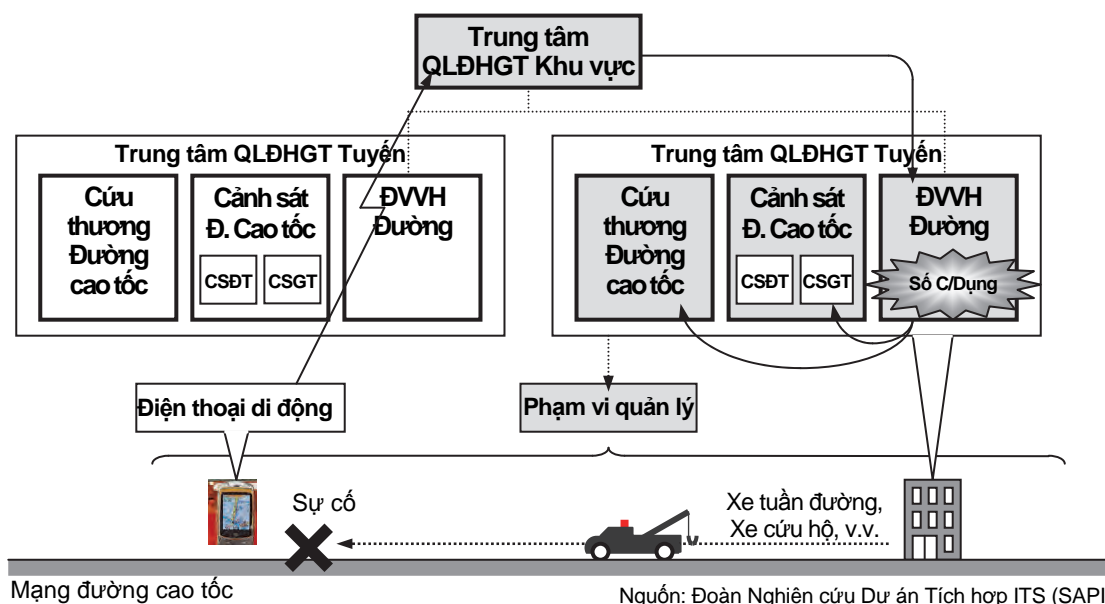 Trung tâm
QLĐHGT Khu vực
Trung tâm QLĐHGT Tuyến
Cứu
thương
Đường
cao tốc
Cảnh sát
Đ. Cao tốc
CSĐT
CSGT
ĐVVH
Đường
Trung tâm QLĐHGT Tuyến
Cứu
thương
Đường
cao tốc
Cảnh sát
Đ. Cao tốc
CSĐT
CSGT
ĐVVH
Đường
Số C/Dụng
Điện thoại di động
Phạm vi quản lý
Sự cố
Xe tuần đường,
Xe cứu hộ, v.v.
Mạng đường cao tốc
Nguồn: Đoàn Nghiên cứu Dự án Tích hợp ITS (SAPI